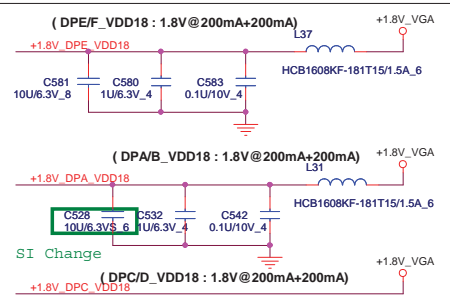 ( DPE/F_VDD18 : 1.8V@200mA+200mA)
+1.8V_VGA
L37
+1.8V_DPE_VDD18
HCB1608KF-181T15/1.5A_6
C581
10U/6.3V_8
C580
1U/6.3V_4
C583
0.1U/10V_4
( DPA/B_VDD18 : 1.8V@200mA+200mA)
+1.8V_VGA
L31
+1.8V_DPA_VDD18
HCB1608KF-181T15/1.5A_6
C528
10U/6.3VS_6
C532
1U/6.3V_4
C542
0.1U/10V_4
SI Change
( DPC/D_VDD18 : 1.8V@200mA+200mA)
+1.8V_VGA
+1.8V_DPC_VDD18